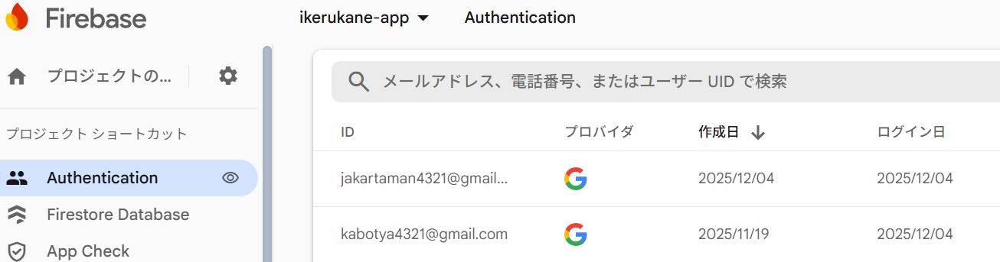 Firebase
ikerukane-app
Authentication
プロジェクトの...
プロジェクト ショートカット
Authentication
Firestore Database
App Check
メールアドレス、電話番号、またはユーザー UID で検索
ID プロバイダ 作成日 ログイン日
jakartaman4321@gmail... 2025/12/04 2025/12/04
kabotya4321@gmail.com 2025/11/19 2025/12/04